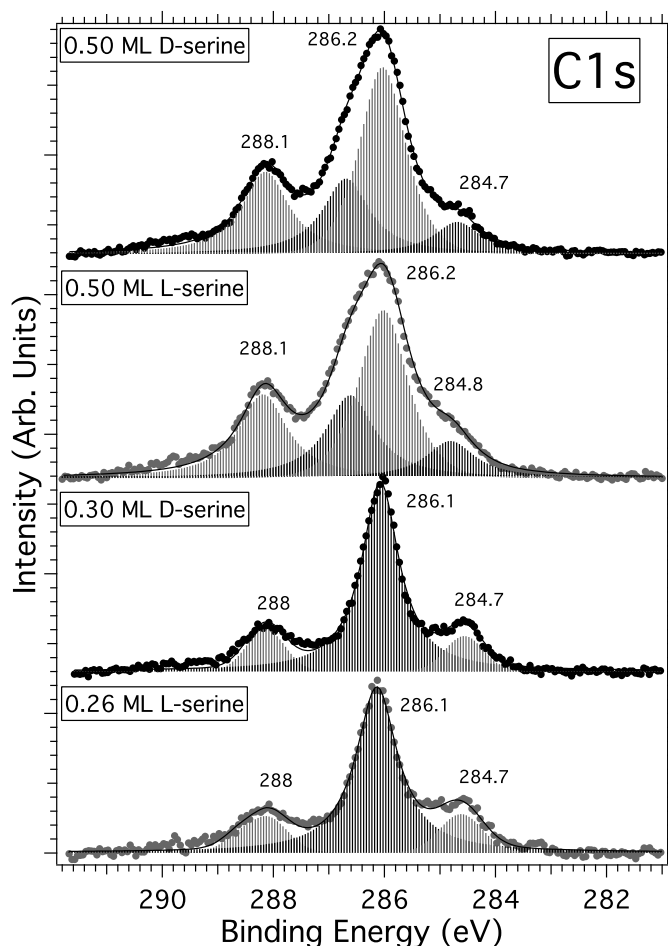 0.50 ML D-serine
286.2
C1s
288.1
284.7
0.50 ML L-serine
286.2
288.1
284.8
0.30 ML D-serine
286.1
288
284.7
0.26 ML L-serine
286.1
288
284.7
Intensity (Arb. Units)
290 288 286 284 282
Binding Energy (eV)